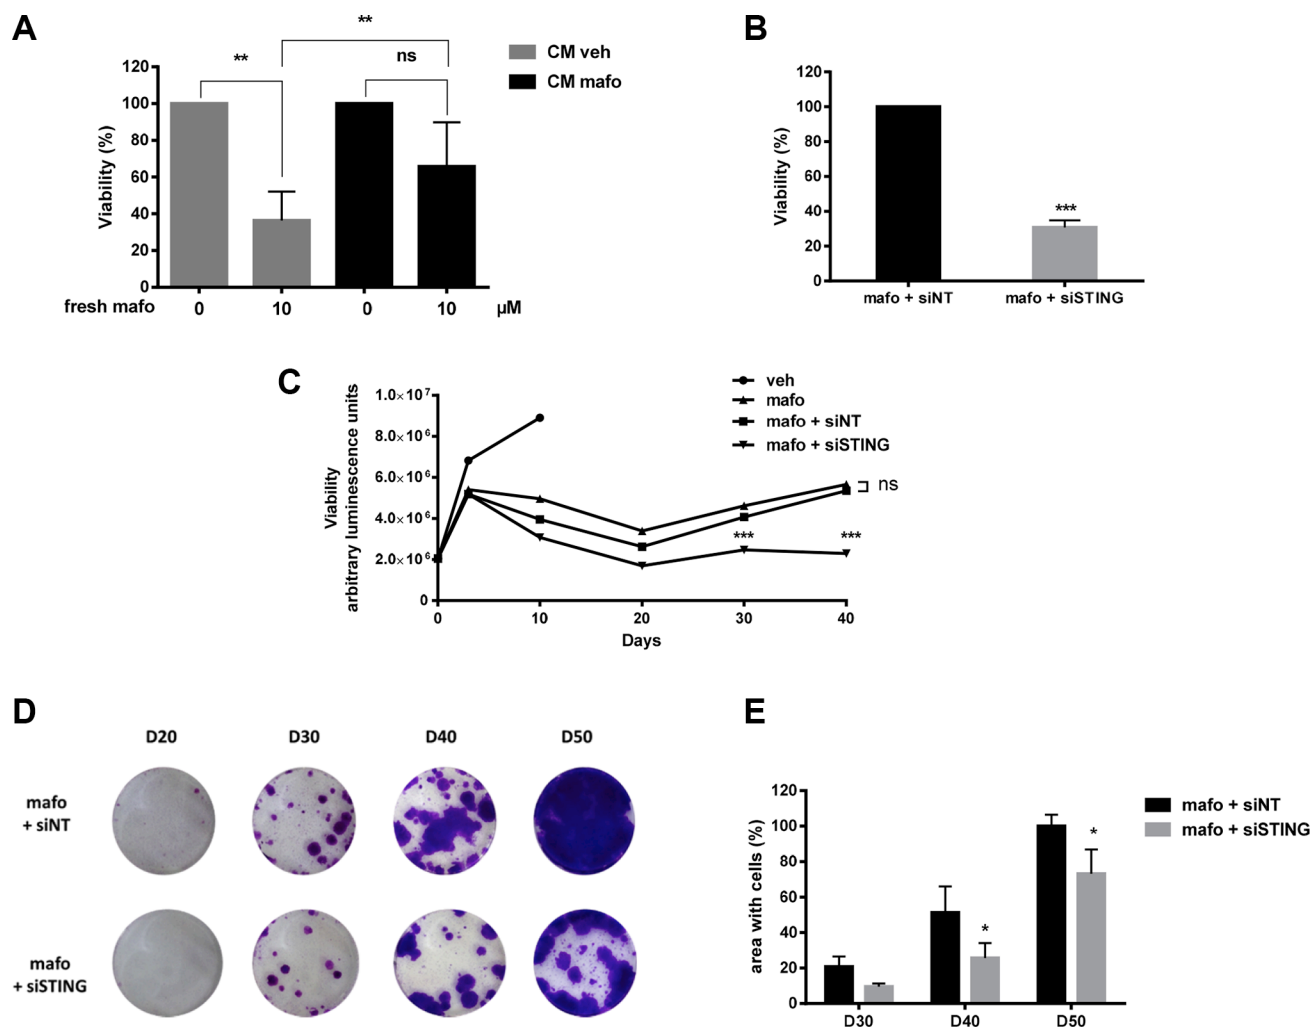 A
**
**
ns
CM veh
CM mafo
Viability (%)
120
100
80
60
40
20
0
fresh mafo 0 10 0 10 µM
B
Viability (%)
120
100
80
60
40
20
0
***
mafo + siNT mafo + siSTING
C
Viability
arbitrary luminescence units
1.0×10⁷
8.0×10⁶
6.0×10⁶
4.0×10⁶
2.0×10⁶
0
veh
mafo
mafo + siNT
mafo + siSTING
ns
*** ***
0 10 20 30 40
Days
D
D20 D30 D40 D50
mafo
+ siNT
mafo
+ siSTING
E
area with cells (%)
120
100
80
60
40
20
0
*
*
mafo + siNT
mafo + siSTING
D30 D40 D50